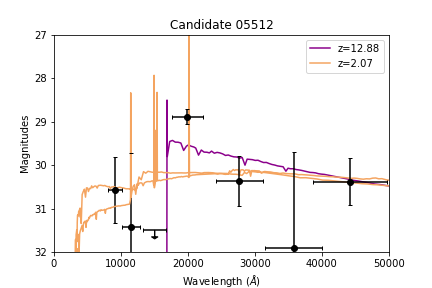 Candidate 05512
z=12.88
z=2.07
27
28
29
30
31
32
Magnitudes
0
10000
20000
30000
40000
50000
Wavelength (Å)